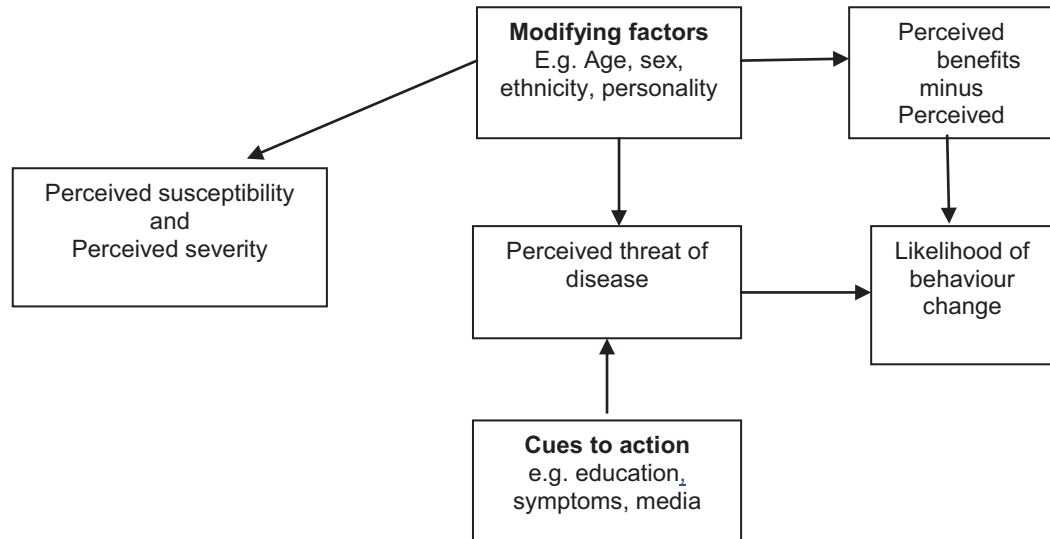 Modifying factors
E.g. Age, sex,
ethnicity, personality
Perceived
benefits
minus
Perceived
Perceived susceptibility
and
Perceived severity
Perceived threat of
disease
Likelihood of
behaviour
change
Cues to action
e.g. education,
symptoms, media